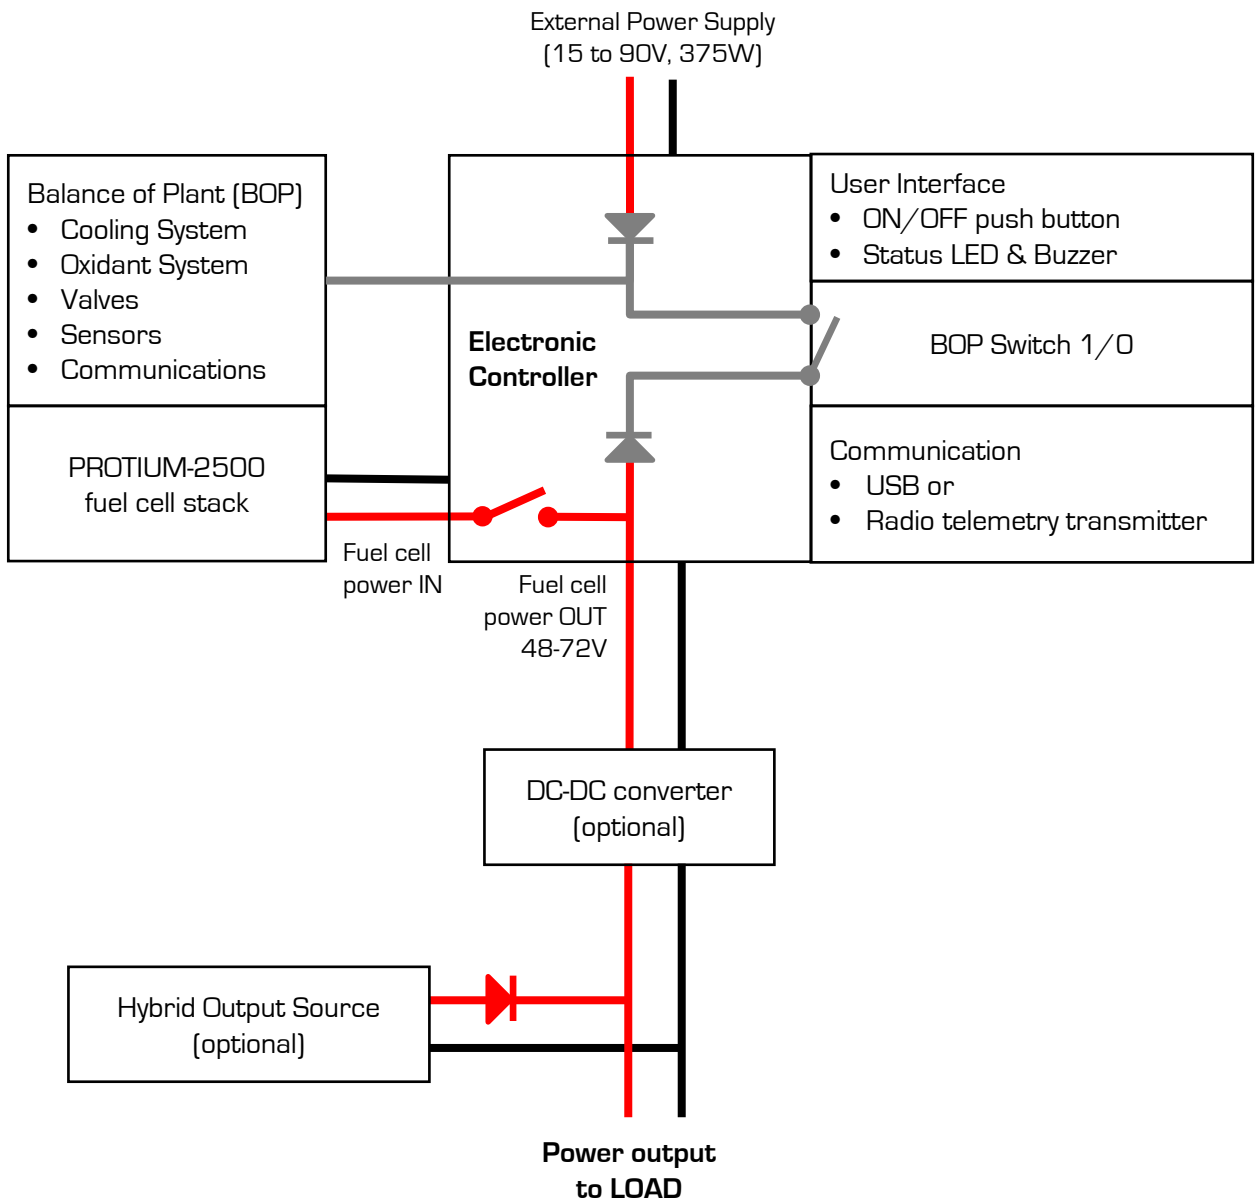 External Power Supply
(15 to 90V, 375W)
Balance of Plant (BOP)
• Cooling System
• Oxidant System
• Valves
• Sensors
• Communications
PROTIUM-2500
fuel cell stack
Electronic
Controller
User Interface
• ON/OFF push button
• Status LED & Buzzer
BOP Switch 1/0
Communication
• USB or
• Radio telemetry transmitter
Fuel cell
power IN
Fuel cell
power OUT
48-72V
DC-DC converter
(optional)
Hybrid Output Source
(optional)
Power output
to LOAD